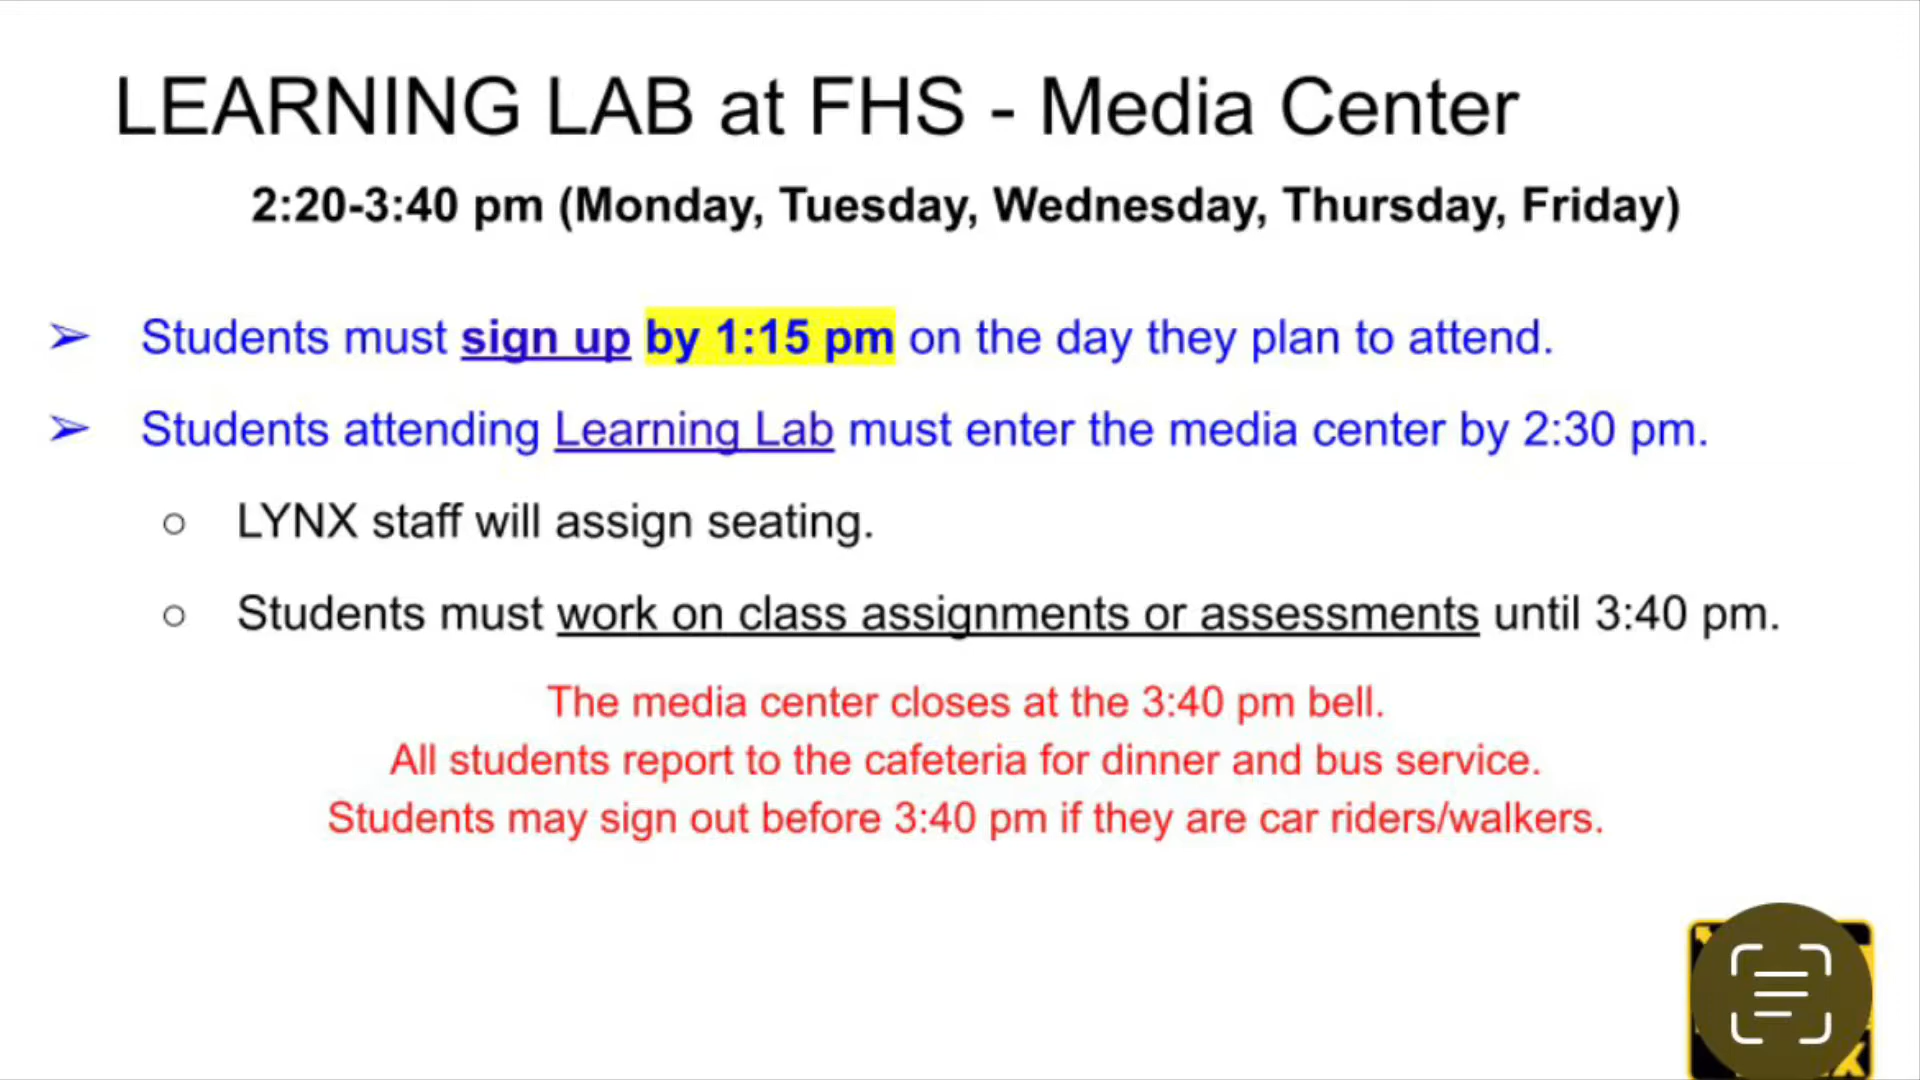 LEARNING LAB at FHS - Media Center
2:20-3:40 pm (Monday, Tuesday, Wednesday, Thursday, Friday)
➢ Students must sign up by 1:15 pm on the day they plan to attend.
➢ Students attending Learning Lab must enter the media center by 2:30 pm.
○ LYNX staff will assign seating.
○ Students must work on class assignments or assessments until 3:40 pm.
The media center closes at the 3:40 pm bell.
All students report to the cafeteria for dinner and bus service.
Students may sign out before 3:40 pm if they are car riders/walkers.